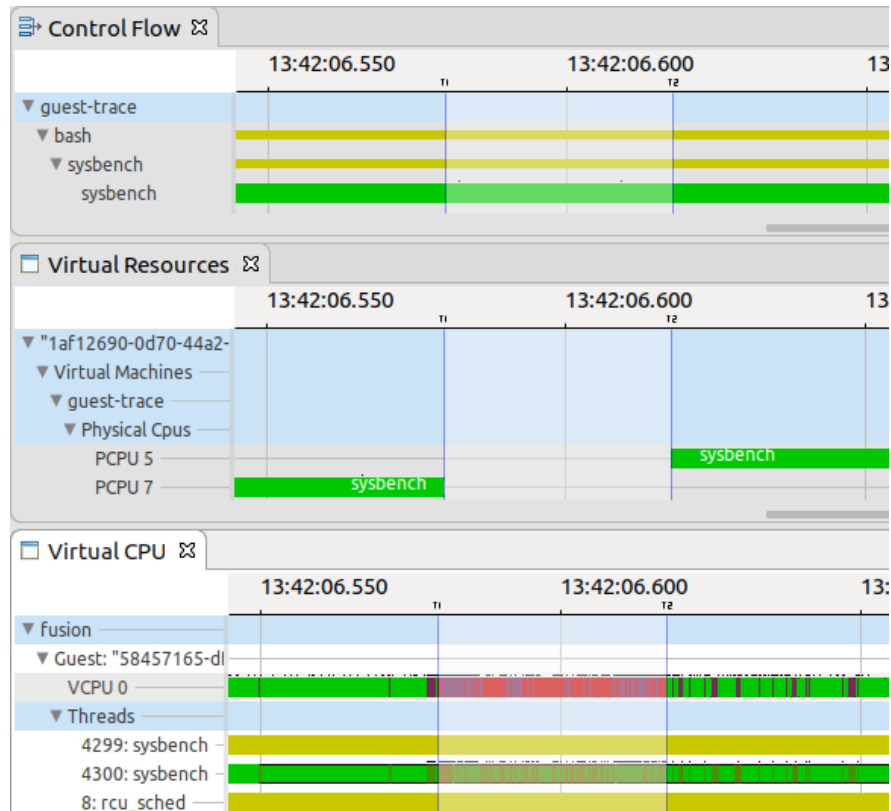 Control Flow
13:42:06.550 13:42:06.600 13
T1 T2
guest-trace
bash
sysbench
sysbench
Virtual Resources
13:42:06.550 13:42:06.600 13
T1 T2
"1af12690-0d70-44a2-
Virtual Machines
guest-trace
Physical Cpus
PCPU 5 sysbench
PCPU 7 sysbench
Virtual CPU
13:42:06.550 13:42:06.600 13:
T1 T2
fusion
Guest: "58457165-df
VCPU 0
Threads
4299: sysbench
4300: sysbench
8: rcu_sched